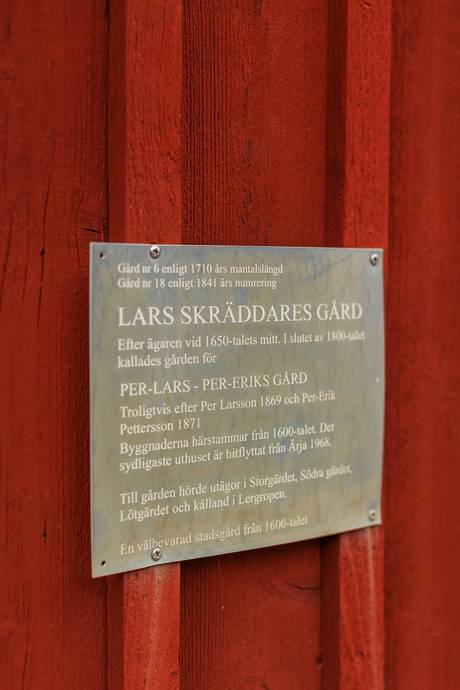 Gård nr 6 enligt 1710 års mantalslängd
Gård nr 18 enligt 1841 års numrering
LARS SKRÄDDARES GÅRD
Efter ägaren vid 1650-talets mitt. I slutet av 1800-talet
kallades gården för
PER-LARS - PER-ERIKS GÅRD
Troligtvis efter Per Larsson 1869 och Per-Erik
Pettersson 1871
Byggnaderna härstammar från 1600-talet. Det
sydligaste uthuset är hitflyttat från Ärja 1968.
Till gården hörde utägor i Storgärdet, Södra gärdet,
Lötgärdet och kålland i Lergropen.
En välbevarad stadsgård från 1600-talet